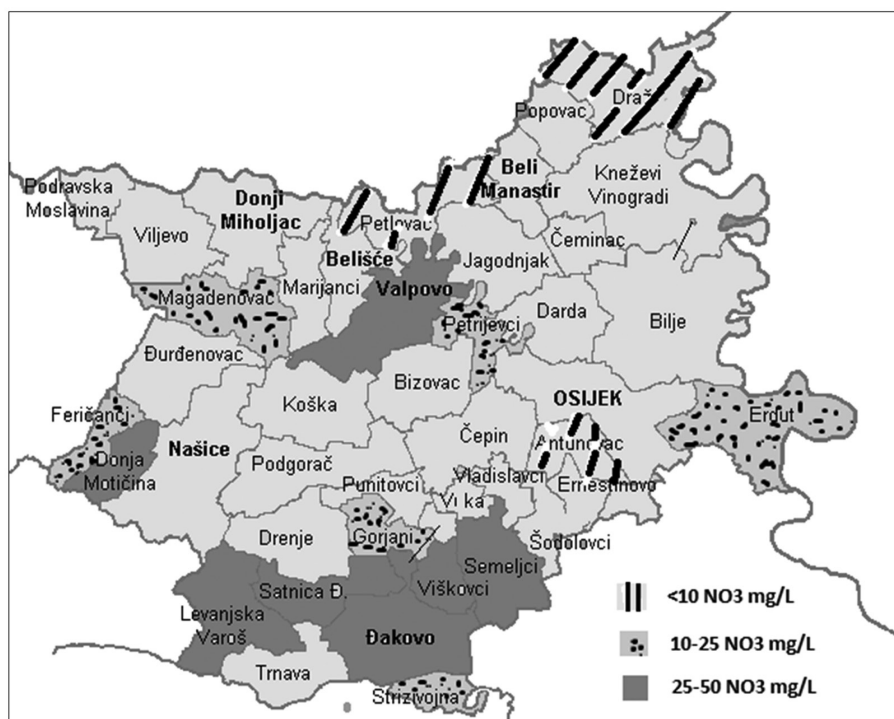 Draž
Popovac
Beli
Manastir
Kneževi
Vinogradi
Podravska
Moslavina
Donji
Miholjac
Petlovac
Viljevo
Čeminac
Belišće
Jagodnjak
Magadenovac
Marijanci
Valpovo
Petrijevci
Darda
Bilje
Đurđenovac
Bizovac
Koška
OSIJEK
Feričanci
Erdut
Našice
Čepin
Antunovac
Donja
Motičina
Podgorač
Vladislavci
Punitovci
Ernestinovo
Vuka
Drenje
Gorjani
Šodolovci
Semeljci
Satnica Đ.
Viškovci
Levanjska
Varoš
Đakovo
Trnava
Strizivojna
<10 NO3 mg/L
10-25 NO3 mg/L
25-50 NO3 mg/L